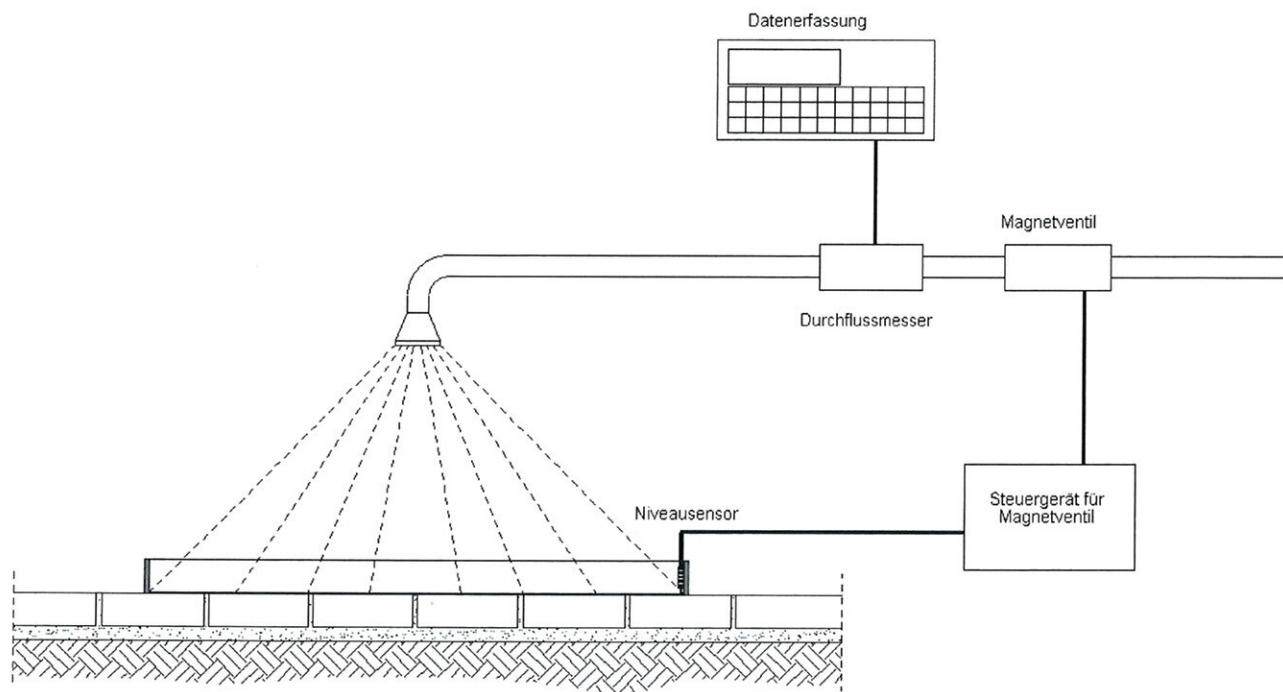 Datenerfassung
Magnetventil
Durchflussmesser
Niveausensor
Steuergerät für
Magnetventil